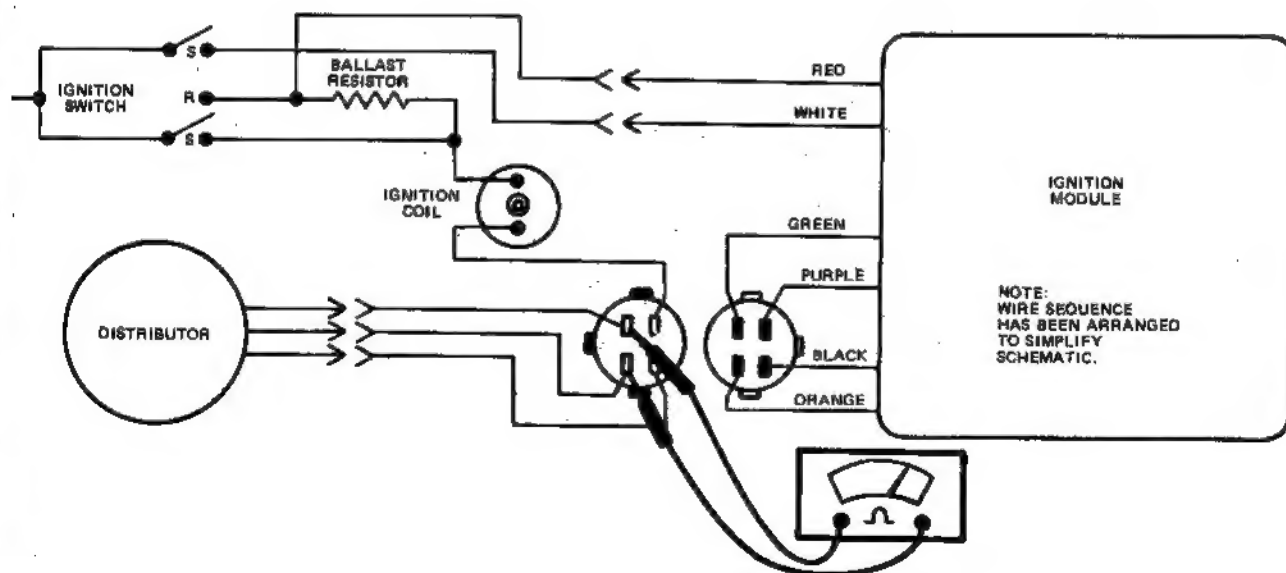 S
BALLAST
RESISTOR
RED
IGNITION
SWITCH
R
WHITE
S
IGNITION
COIL
IGNITION
MODULE
GREEN
PURPLE
DISTRIBUTOR
NOTE:
WIRE SEQUENCE
HAS BEEN ARRANGED
TO SIMPLIFY
SCHEMATIC.
BLACK
ORANGE
Ω